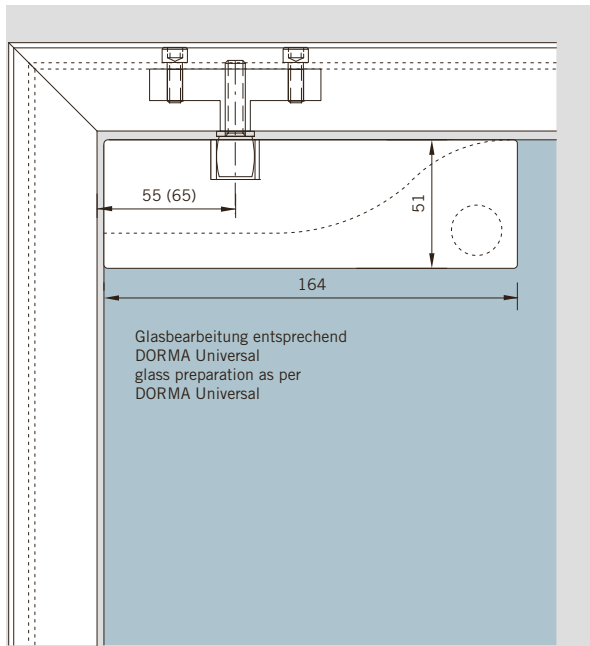 55 (65)
51
164
Glasbearbeitung entsprechend
DORMA Universal
glass preparation as per
DORMA Universal